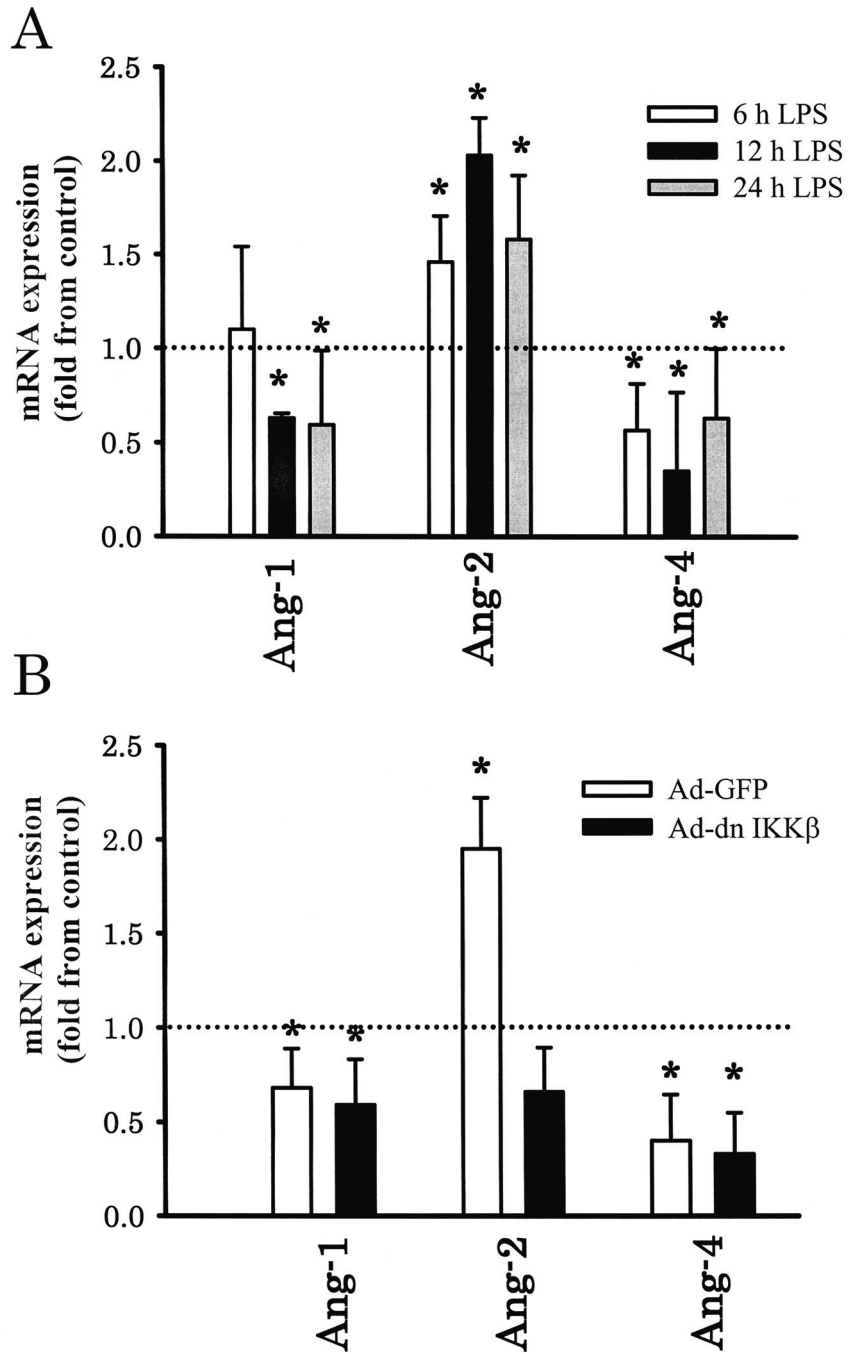 A
mRNA expression
(fold from control)
2.5
2.0
1.5
1.0
0.5
0.0
6 h LPS
12 h LPS
24 h LPS
*
*
*
*
*
*
*
*
Ang-1
Ang-2
Ang-4
B
mRNA expression
(fold from control)
2.5
2.0
1.5
1.0
0.5
0.0
Ad-GFP
Ad-dn IKKβ
*
*
*
*
*
Ang-1
Ang-2
Ang-4